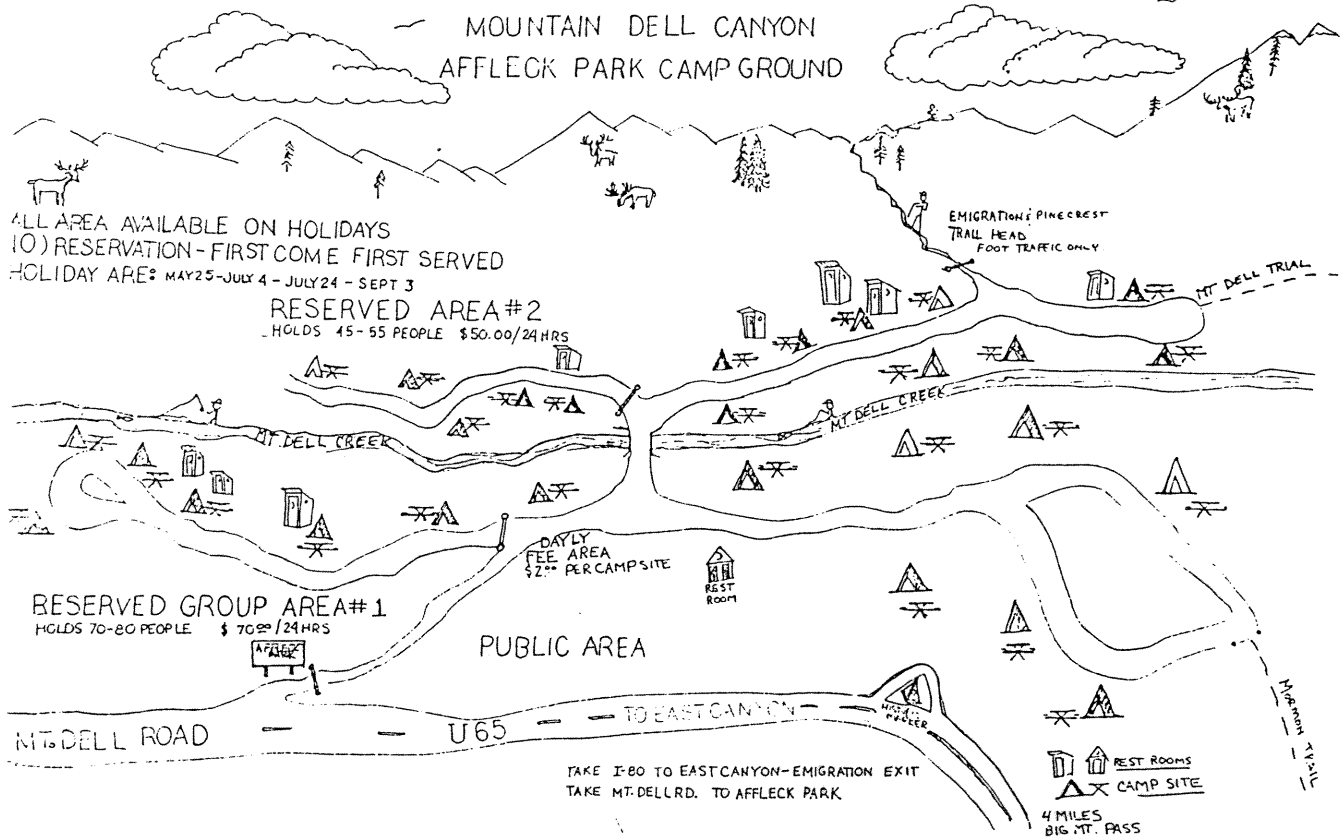 MOUNTAIN DELL CANYON
AFFLECK PARK CAMP GROUND
ALL AREA AVAILABLE ON HOLIDAYS
RESERVATION - FIRST COME FIRST SERVED
HOLIDAY ARE: MAY 25 - JULY 4 - JULY 24 - SEPT 3
RESERVED AREA #2
HOLDS 45-55 PEOPLE $50.00/24 HRS
EMIGRATION & PINECREST
TRAIL HEAD
FOOT TRAFFIC ONLY
MT DELL TRIAL
MT. DELL CREEK
MT. DELL CREEK
DAYLY
FEE AREA
$2.00 PER CAMPSITE
REST
ROOM
RESERVED GROUP AREA #1
HOLDS 70-80 PEOPLE $ 70.00/24 HRS
AFFLECK
PARK
PUBLIC AREA
MT. DELL ROAD
U65
TO EAST CANYON
MORMON TRAIL
TAKE I-80 TO EAST CANYON-EMIGRATION EXIT
TAKE MT. DELL RD. TO AFFLECK PARK
REST ROOMS
CAMP SITE
4 MILES
BIG MT. PASS